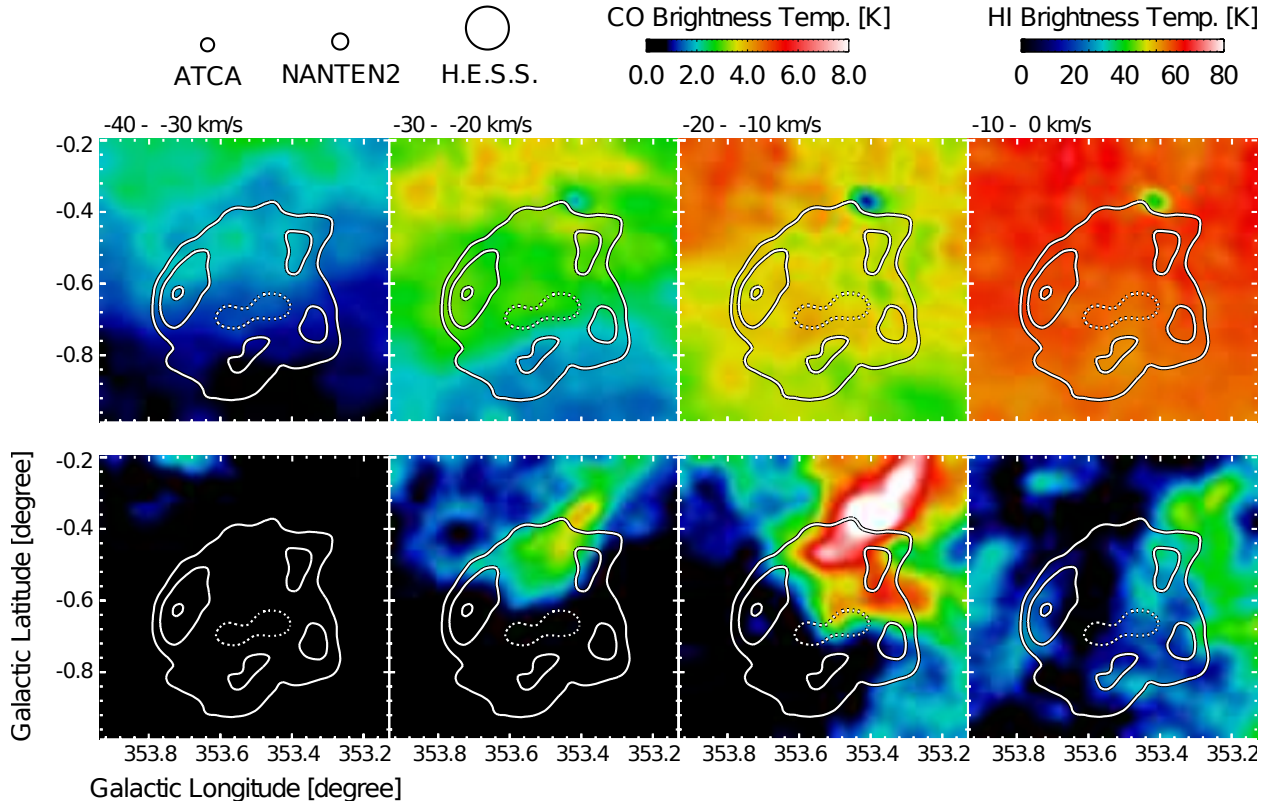 CO Brightness Temp. [K]
HI Brightness Temp. [K]
ATCA
NANTEN2
H.E.S.S.
0.0 2.0 4.0 6.0 8.0
0 20 40 60 80
-40 - -30 km/s
-30 - -20 km/s
-20 - -10 km/s
-10 - 0 km/s
-0.2
-0.4
-0.6
-0.8
-0.2
-0.4
-0.6
-0.8
Galactic Latitude [degree]
353.8 353.6 353.4 353.2 353.8 353.6 353.4 353.2 353.8 353.6 353.4 353.2 353.8 353.6 353.4 353.2
Galactic Longitude [degree]